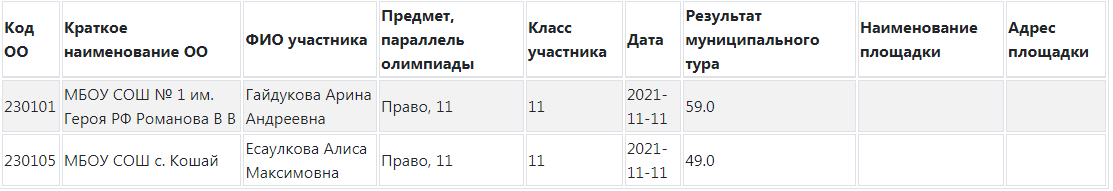 Код ОО | Краткое наименование ОО | ФИО участника | Предмет, параллель олимпиады | Класс участника | Дата | Результат муниципального тура | Наименование площадки | Адрес площадки
230101 | МБОУ СОШ № 1 им. Героя РФ Романова В В | Гайдукова Арина Андреевна | Право, 11 | 11 | 2021-11-11 | 59.0
230105 | МБОУ СОШ с. Кошай | Есаулкова Алиса Максимовна | Право, 11 | 11 | 2021-11-11 | 49.0